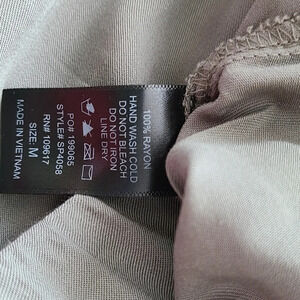 100% RAYON
HAND WASH COLD
DO NOT BLEACH
DO NOT IRON
LINE DRY
PO# 199065
STYLE# SP4058
RN# 109617
SIZE: M
MADE IN VIETNAM